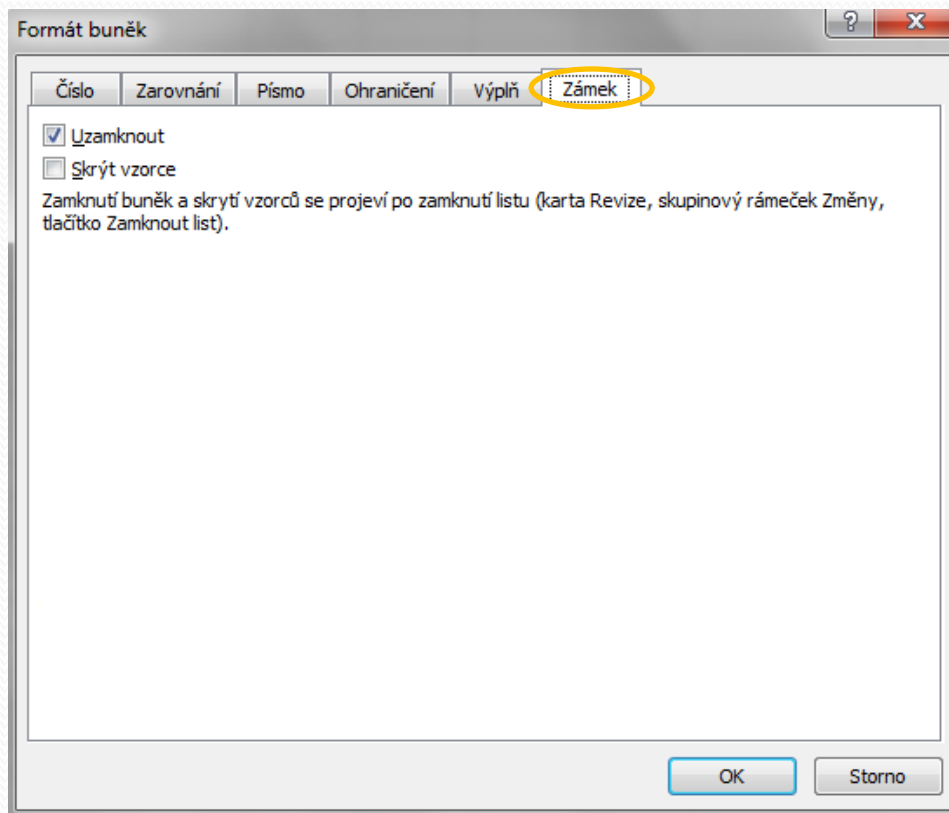 Formát buněk
Číslo Zarovnání Písmo Ohraničení Výplň Zámek
Uzamknout
Skrýt vzorce
Zamknutí buněk a skrytí vzorců se projeví po zamknutí listu (karta Revize, skupinový rámeček Změny,
tlačítko Zamknout list).
OK Storno